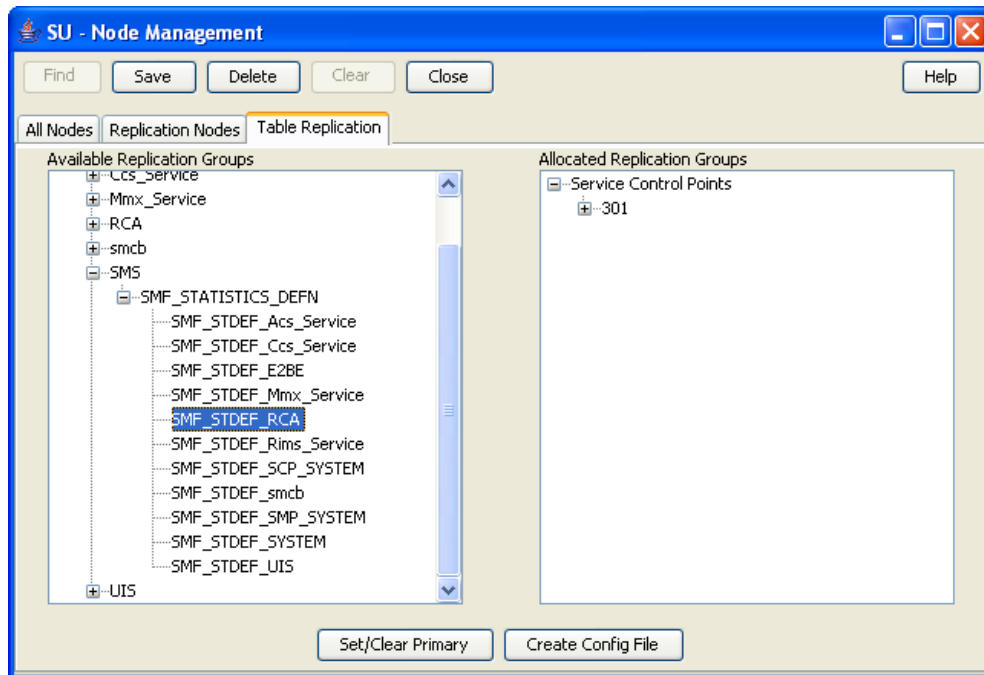 SU - Node Management
Find Save Delete Clear Close Help
All Nodes Replication Nodes Table Replication
Available Replication Groups
Ccs_Service
Mmx_Service
RCA
smcb
SMS
SMF_STATISTICS_DEFN
SMF_STDEF_Acs_Service
SMF_STDEF_Ccs_Service
SMF_STDEF_E2BE
SMF_STDEF_Mmx_Service
SMF_STDEF_RCA
SMF_STDEF_Rims_Service
SMF_STDEF_SCP_SYSTEM
SMF_STDEF_smcb
SMF_STDEF_SMP_SYSTEM
SMF_STDEF_SYSTEM
SMF_STDEF_UIS
UIS
Allocated Replication Groups
Service Control Points
301
Set/Clear Primary Create Config File